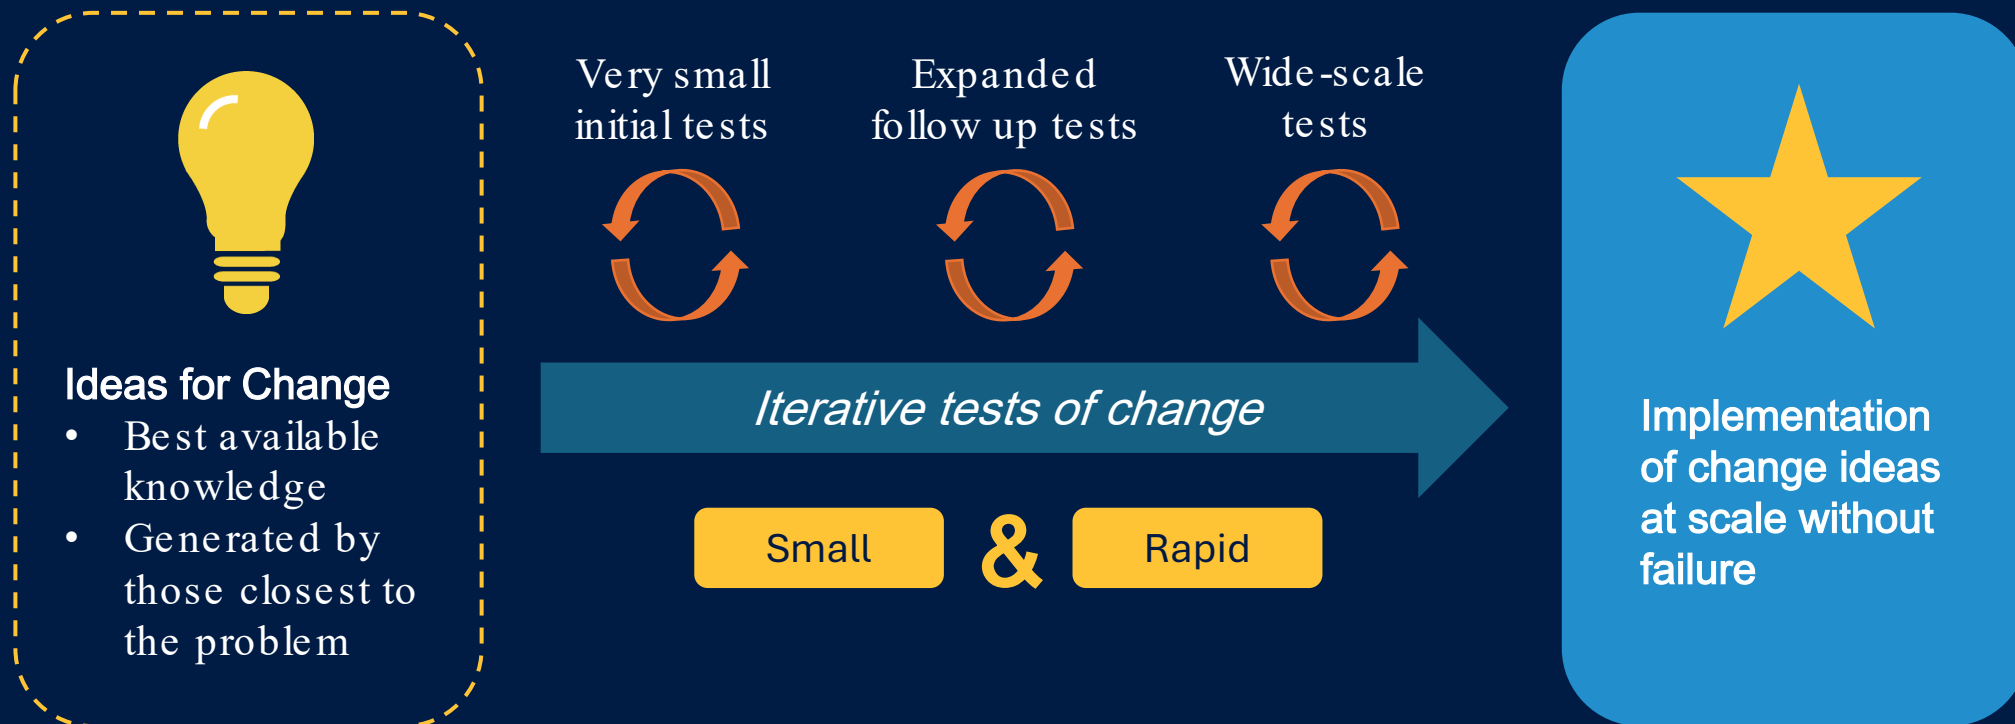 Ideas for Change
• Best available
knowledge
• Generated by
those closest to
the problem
Very small
initial tests
Expanded
follow up tests
Wide-scale
tests
Iterative tests of change
Small & Rapid
Implementation
of change ideas
at scale without
failure